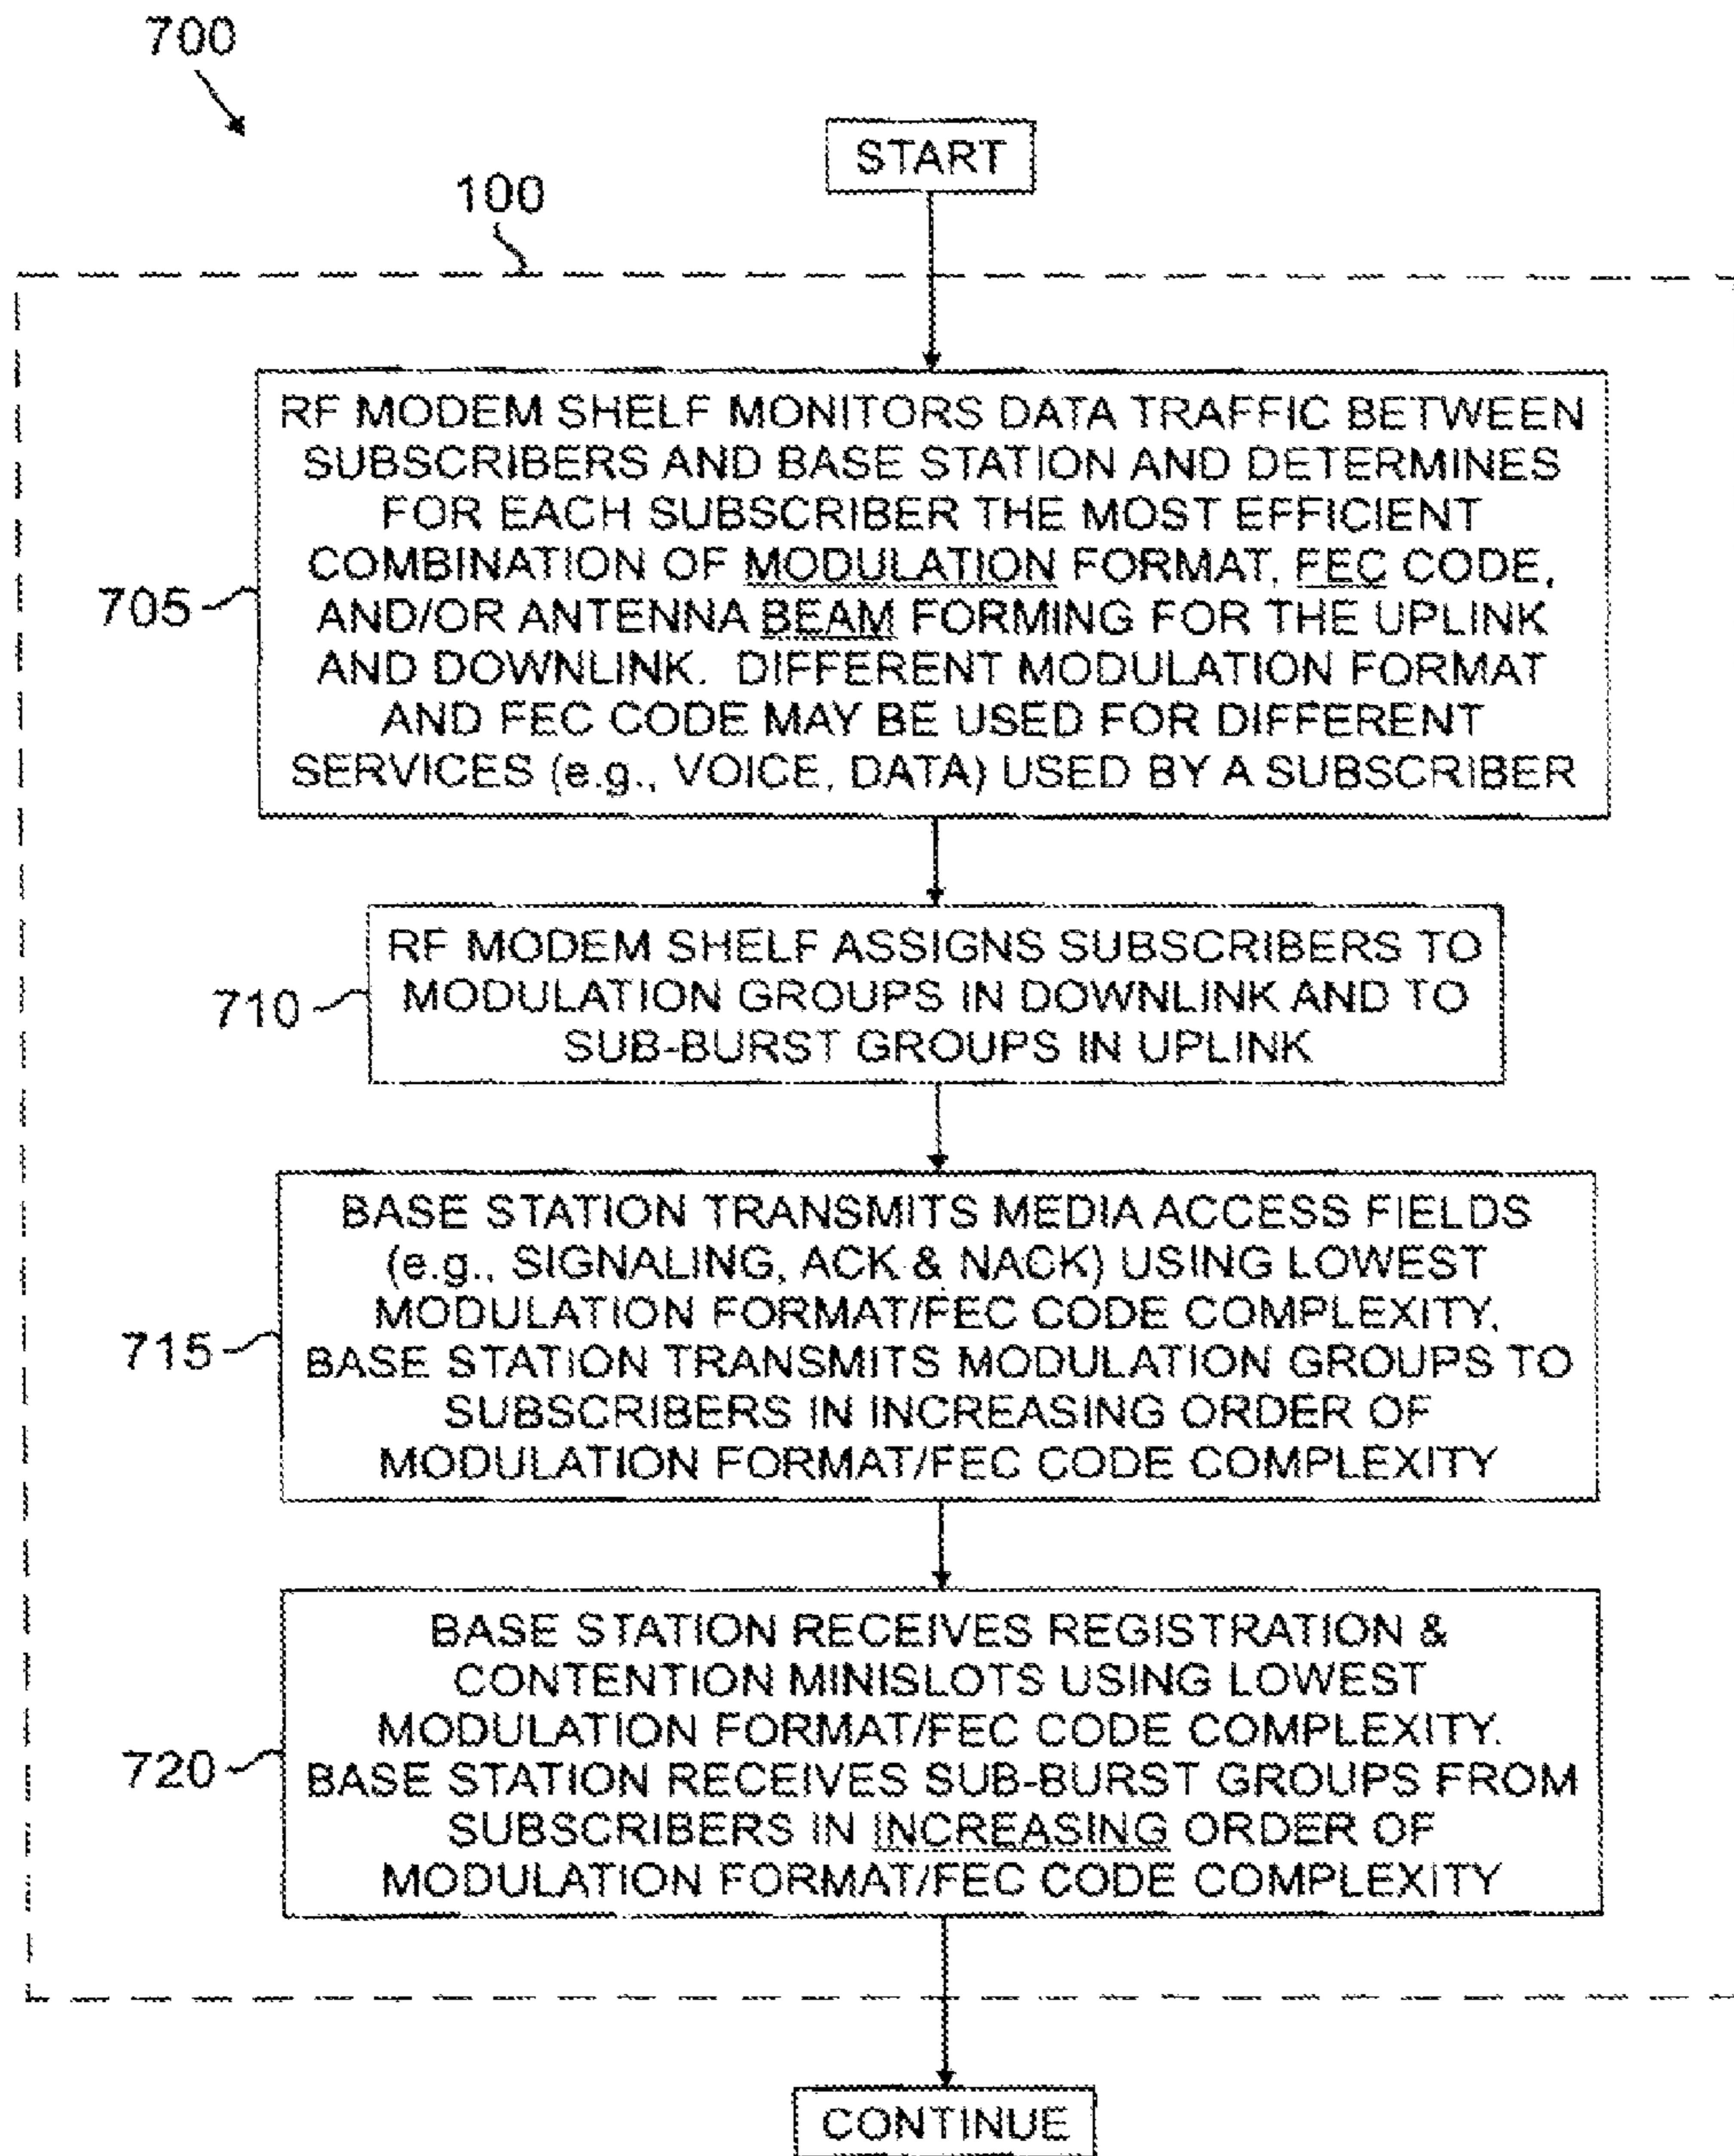 700
START
100
RF MODEM SHELF MONITORS DATA TRAFFIC BETWEEN
SUBSCRIBERS AND BASE STATION AND DETERMINES
FOR EACH SUBSCRIBER THE MOST EFFICIENT
COMBINATION OF MODULATION FORMAT, FEC CODE,
AND/OR ANTENNA BEAM FORMING FOR THE UPLINK
AND DOWNLINK. DIFFERENT MODULATION FORMAT
AND FEC CODE MAY BE USED FOR DIFFERENT
SERVICES (e.g., VOICE, DATA) USED BY A SUBSCRIBER
705
RF MODEM SHELF ASSIGNS SUBSCRIBERS TO
MODULATION GROUPS IN DOWNLINK AND TO
SUB-BURST GROUPS IN UPLINK
710
BASE STATION TRANSMITS MEDIA ACCESS FIELDS
(e.g., SIGNALING, ACK & NACK) USING LOWEST
MODULATION FORMAT/FEC CODE COMPLEXITY.
BASE STATION TRANSMITS MODULATION GROUPS TO
SUBSCRIBERS IN INCREASING ORDER OF
MODULATION FORMAT/FEC CODE COMPLEXITY
715
BASE STATION RECEIVES REGISTRATION &
CONTENTION MINISLOTS USING LOWEST
MODULATION FORMAT/FEC CODE COMPLEXITY.
BASE STATION RECEIVES SUB-BURST GROUPS FROM
SUBSCRIBERS IN INCREASING ORDER OF
MODULATION FORMAT/FEC CODE COMPLEXITY
720
CONTINUE